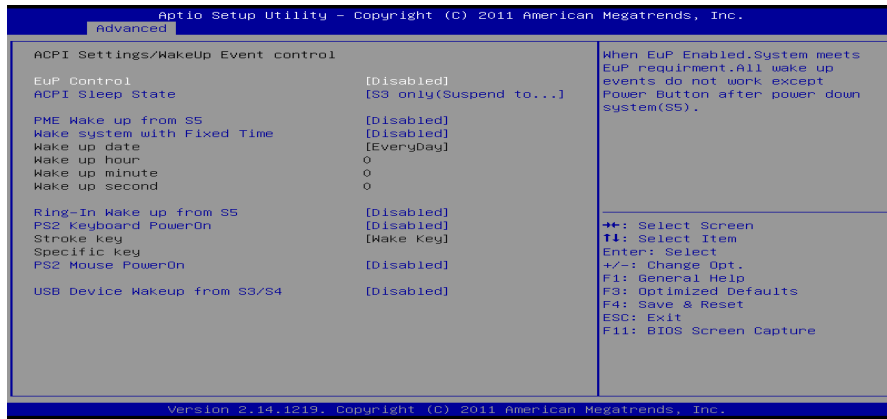 Aptio Setup Utility – Copyright (C) 2011 American Megatrends, Inc.
Advanced
ACPI Settings/WakeUp Event control
EuP Control [Disabled]
ACPI Sleep State [S3 only(Suspend to...]
PME Wake up from S5 [Disabled]
Wake system with Fixed Time [Disabled]
Wake up date [EveryDay]
Wake up hour 0
Wake up minute 0
Wake up second 0
Ring-In Wake up from S5 [Disabled]
PS2 Keyboard PowerOn [Disabled]
Stroke key [Wake Key]
Specific key
PS2 Mouse PowerOn [Disabled]
USB Device Wakeup from S3/S4 [Disabled]
When EuP Enabled.System meets
EuP requirment.All wake up
events do not work except
Power Button after power down
system(S5).
→←: Select Screen
↑↓: Select Item
Enter: Select
+/-: Change Opt.
F1: General Help
F3: Optimized Defaults
F4: Save & Reset
ESC: Exit
F11: BIOS Screen Capture
Version 2.14.1219. Copyright (C) 2011 American Megatrends, Inc.